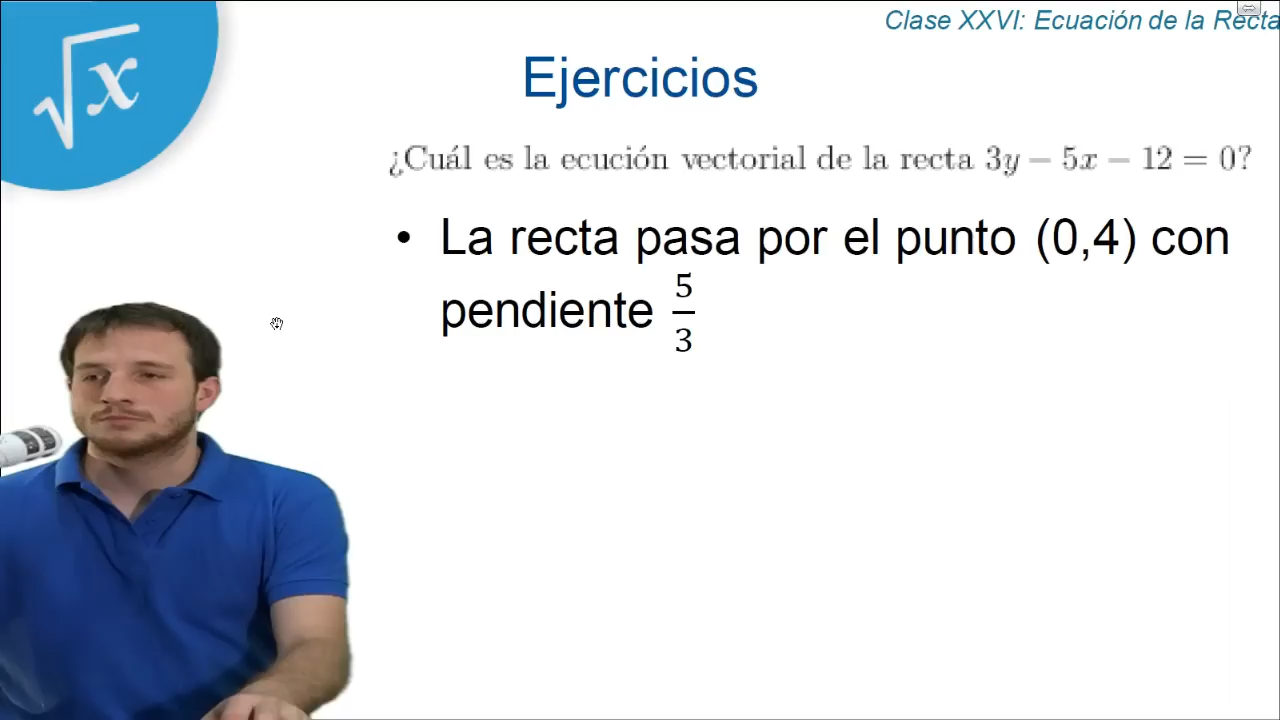 Clase XXVI: Ecuación de la Recta
√x
Ejercicios
¿Cuál es la ecución vectorial de la recta 3y − 5x − 12 = 0?
• La recta pasa por el punto (0,4) con
pendiente 5/3